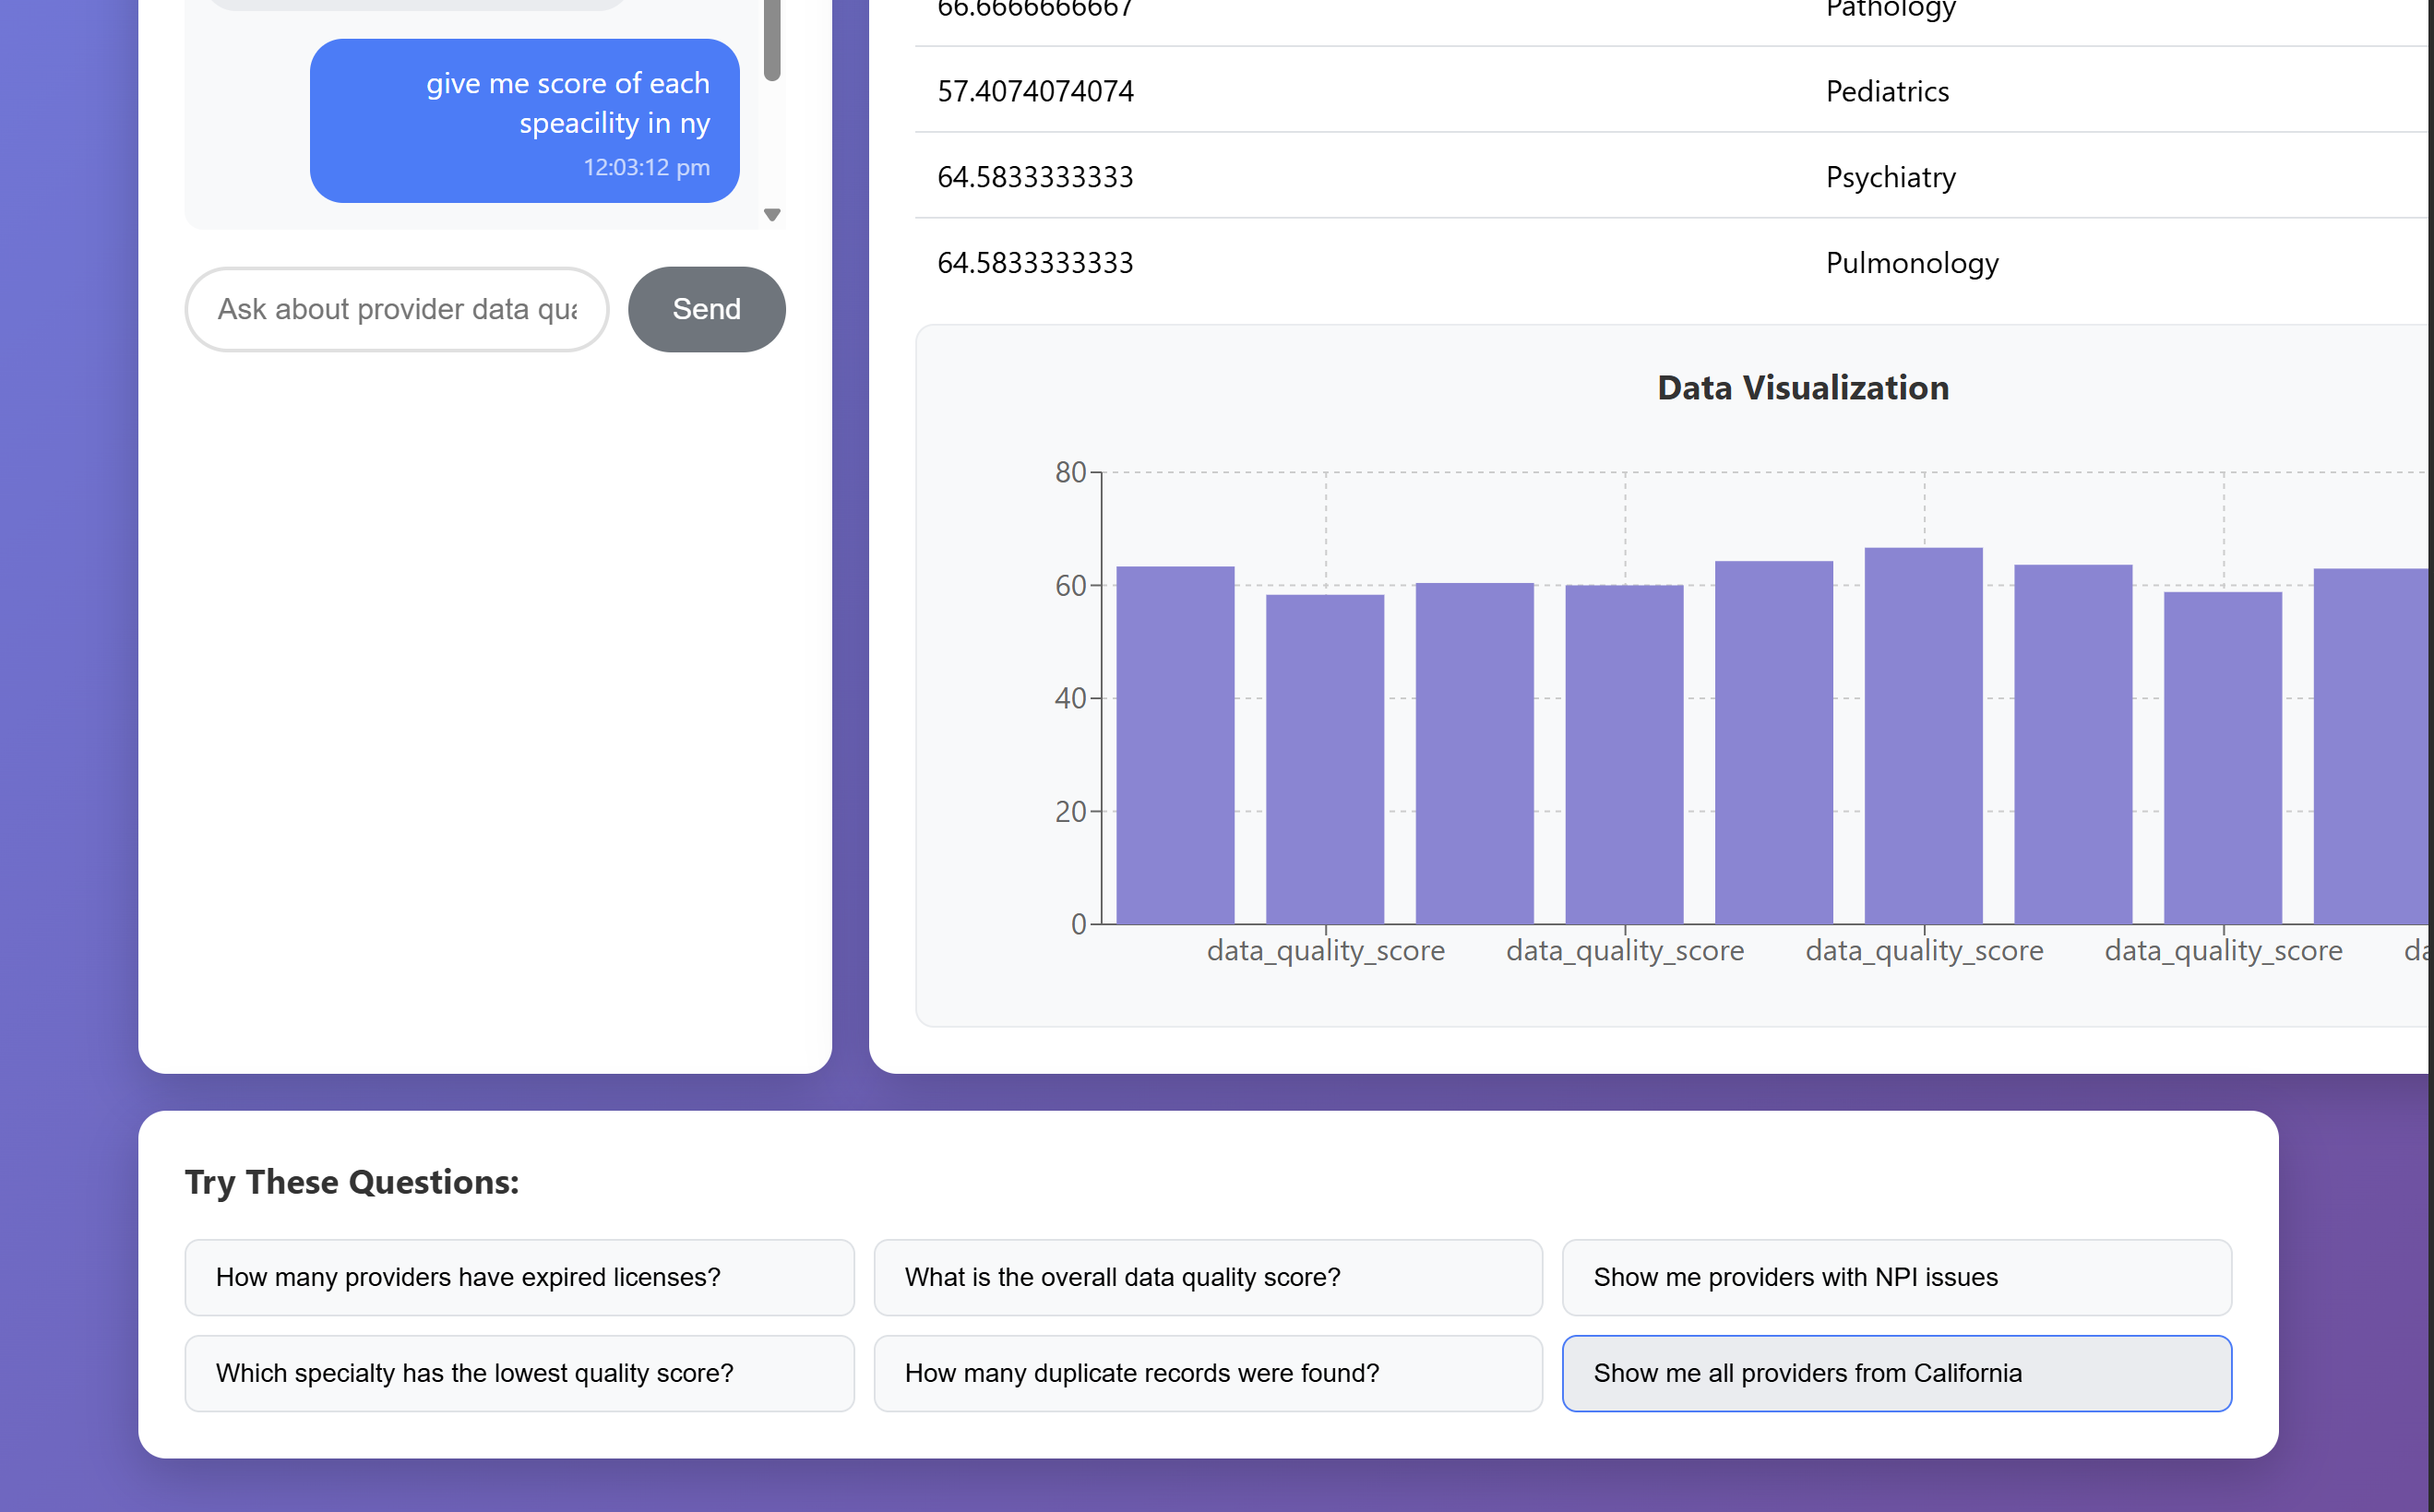 give me score of each
speacility in ny
12:03:12 pm
Ask about provider data qua
Send
66.6666666667 Pathology
57.4074074074 Pediatrics
64.5833333333 Psychiatry
64.5833333333 Pulmonology
Data Visualization
80
60
40
20
0
data_quality_score data_quality_score data_quality_score data_quality_score da
Try These Questions:
How many providers have expired licenses?
What is the overall data quality score?
Show me providers with NPI issues
Which specialty has the lowest quality score?
How many duplicate records were found?
Show me all providers from California